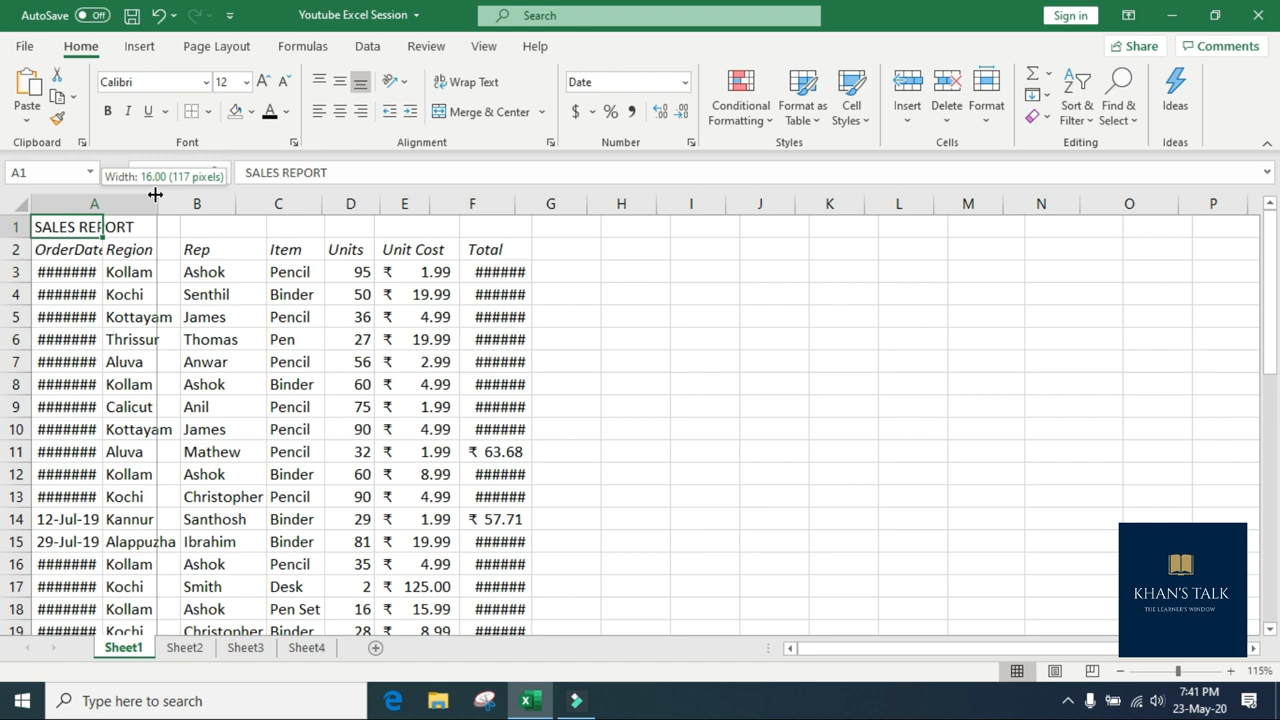 AutoSave Off Youtube Excel Session Search Sign in
File Home Insert Page Layout Formulas Data Review View Help Share Comments
Calibri 12 Wrap Text Date
Paste B I U A Merge & Center $ % Conditional Formatting Format as Table Cell Styles Insert Delete Format Sort & Filter Find & Select Ideas
Clipboard Font Alignment Number Styles Cells Editing Ideas
A1 Width: 16.00 (117 pixels) SALES REPORT
A B C D E F G H I J K L M N O P
1 SALES REPORT
2 OrderDate Region Rep Item Units Unit Cost Total
3 ####### Kollam Ashok Pencil 95 ₹ 1.99 ######
4 ####### Kochi Senthil Binder 50 ₹ 19.99 ######
5 ####### Kottayam James Pencil 36 ₹ 4.99 ######
6 ####### Thrissur Thomas Pen 27 ₹ 19.99 ######
7 ####### Aluva Anwar Pencil 56 ₹ 2.99 ######
8 ####### Kollam Ashok Binder 60 ₹ 4.99 ######
9 ####### Calicut Anil Pencil 75 ₹ 1.99 ######
10 ####### Kottayam James Pencil 90 ₹ 4.99 ######
11 ####### Aluva Mathew Pencil 32 ₹ 1.99 ₹ 63.68
12 ####### Kollam Ashok Binder 60 ₹ 8.99 ######
13 ####### Kochi Christopher Pencil 90 ₹ 4.99 ######
14 12-Jul-19 Kannur Santhosh Binder 29 ₹ 1.99 ₹ 57.71
15 29-Jul-19 Alappuzha Ibrahim Binder 81 ₹ 19.99 ######
16 ####### Kollam Ashok Pencil 35 ₹ 4.99 ######
17 ####### Kochi Smith Desk 2 ₹ 125.00 ######
18 ####### Kollam Ashok Pen Set 16 ₹ 15.99 ######
19 ####### Kochi Christopher Binder 28 ₹ 8.99 ######
KHAN'S TALK
THE LEARNER'S WINDOW
Sheet1 Sheet2 Sheet3 Sheet4
115%
Type here to search
7:41 PM
23-May-20